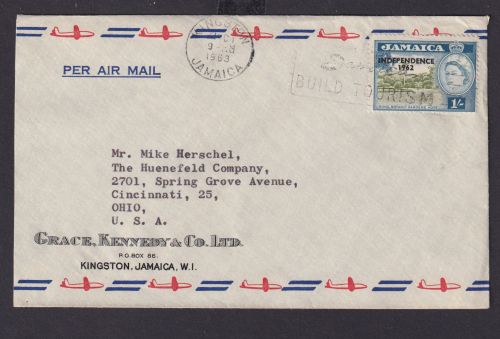 KINGSTON
1963
JAMAICA
BUILD TOURISM
JAMAICA
INDEPENDENCE
1962
1/-
PER AIR MAIL
Mr. Mike Herschel,
The Huenefeld Company,
2701, Spring Grove Avenue,
Cincinnati, 25,
OHIO,
U. S. A.
GRACE, KENNEDY & CO. LTD.
P.O. BOX 86.
KINGSTON, JAMAICA, W.I.